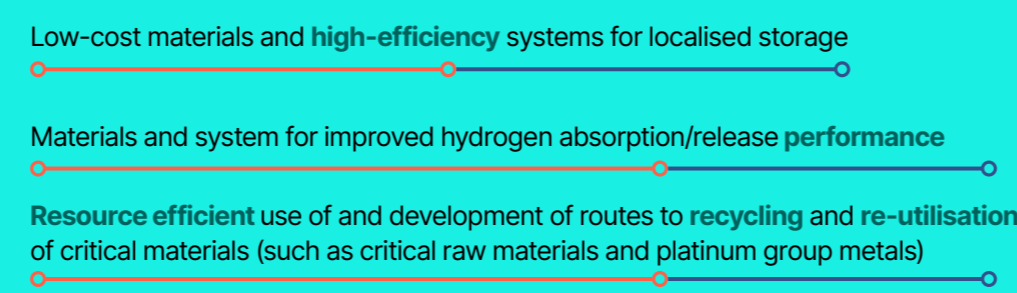 Low-cost materials and high-efficiency systems for localised storage
Materials and system for improved hydrogen absorption/release performance
Resource efficient use of and development of routes to recycling and re-utilisation
of critical materials (such as critical raw materials and platinum group metals)